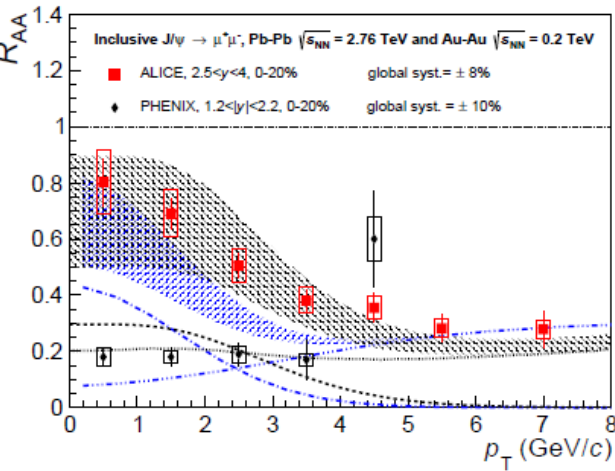 R_AA
1.4
Inclusive J/ψ → μ⁺μ⁻, Pb-Pb √s_NN = 2.76 TeV and Au-Au √s_NN = 0.2 TeV
ALICE, 2.5<y<4, 0-20% global syst.= ± 8%
1.2
PHENIX, 1.2<|y|<2.2, 0-20% global syst.= ± 10%
1
0.8
0.6
0.4
0.2
0
0 1 2 3 4 5 6 7 8
p_T (GeV/c)